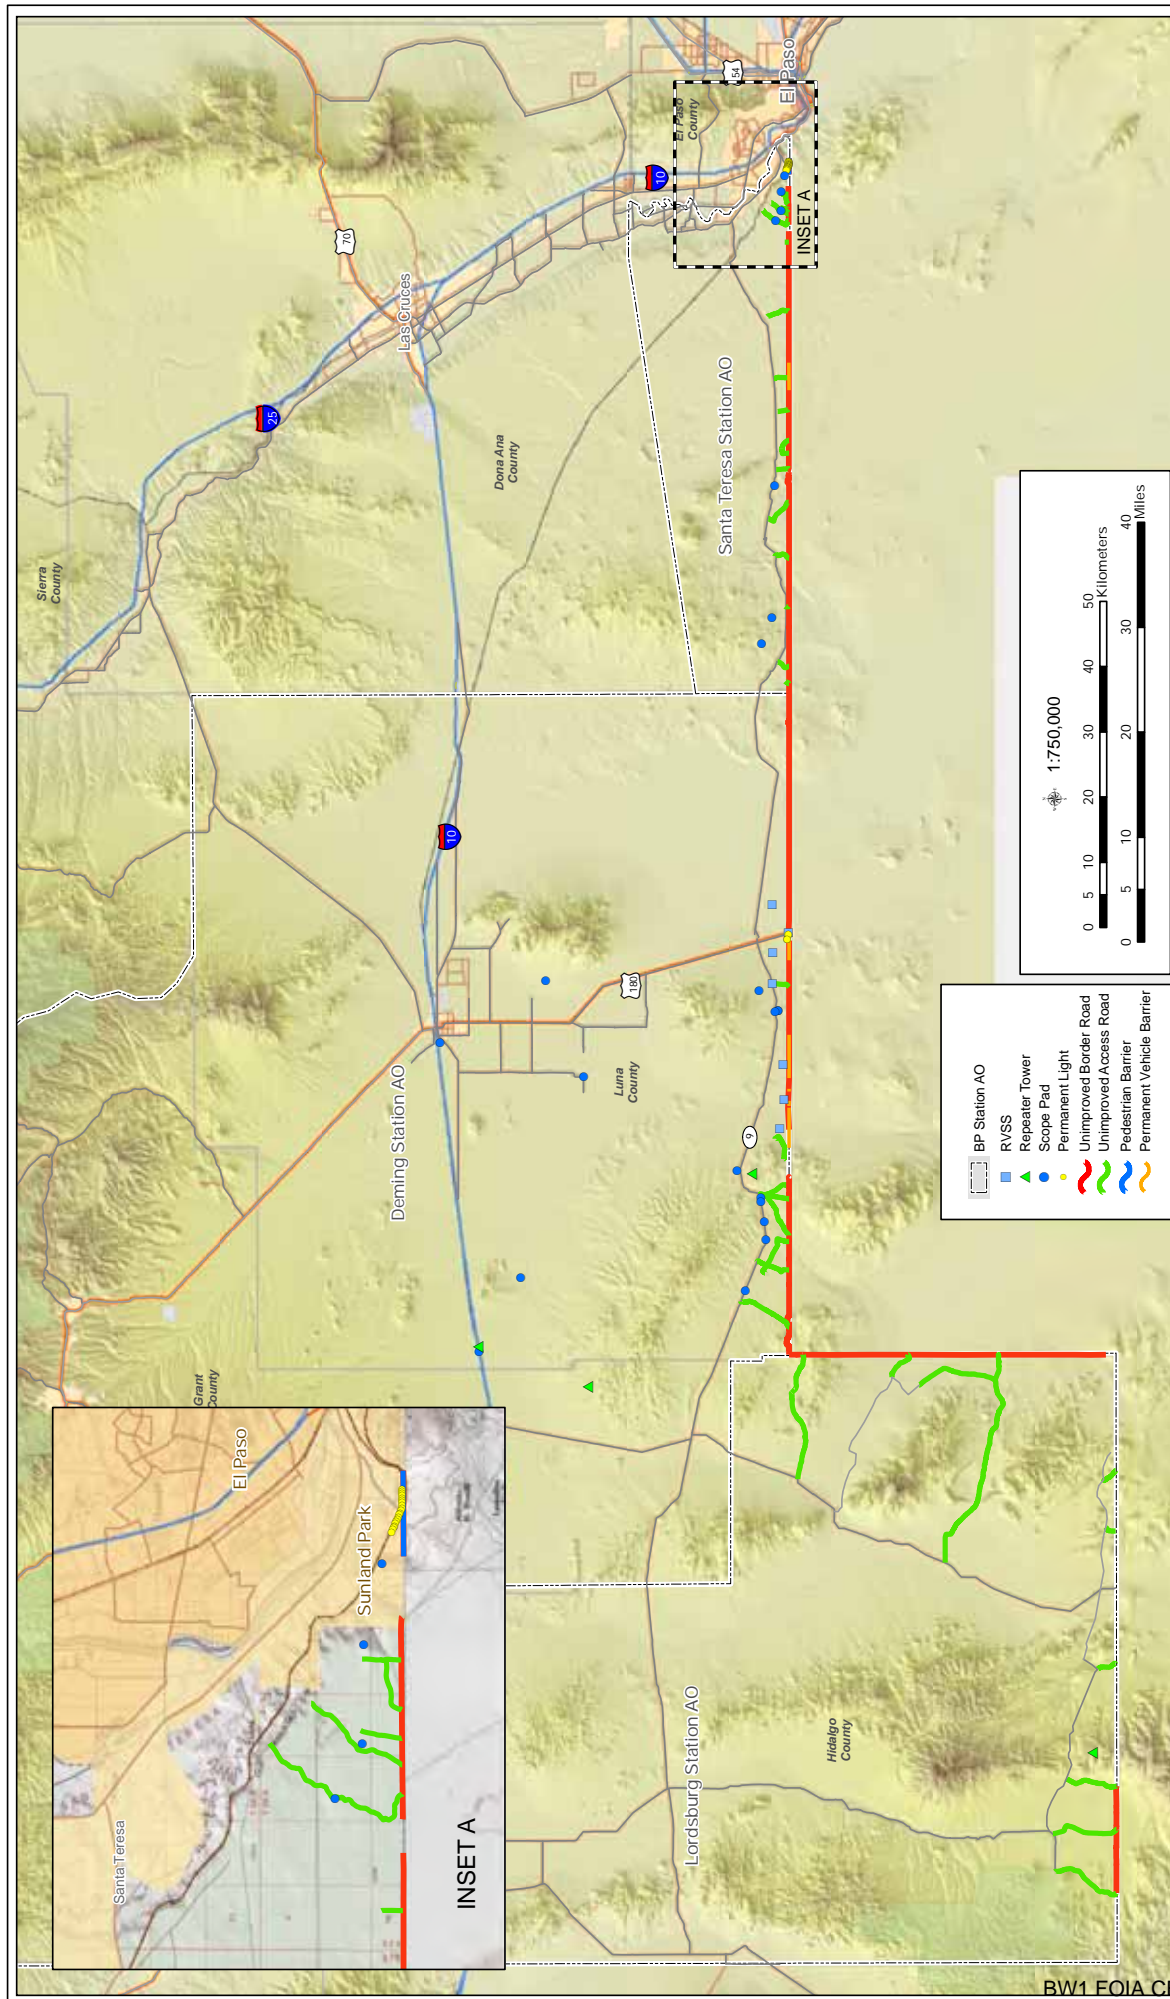 Sierra
County
Las Cruces
70
25
10
54
El Paso
El Paso
County
INSET A
Dona Ana
County
Santa Teresa Station AO
10
180
Deming Station AO
Luna
County
9
Grant
County
Lordsburg Station AO
Hidalgo
County
Santa Teresa
Sunland Park
El Paso
INSET A
BP Station AO
RVSS
Repeater Tower
Scope Pad
Permanent Light
Unimproved Border Road
Unimproved Access Road
Pedestrian Barrier
Permanent Vehicle Barrier
1:750,000
0 5 10 20 30 40 50
Kilometers
0 5 10 20 30 40
Miles
BW1 FOIA